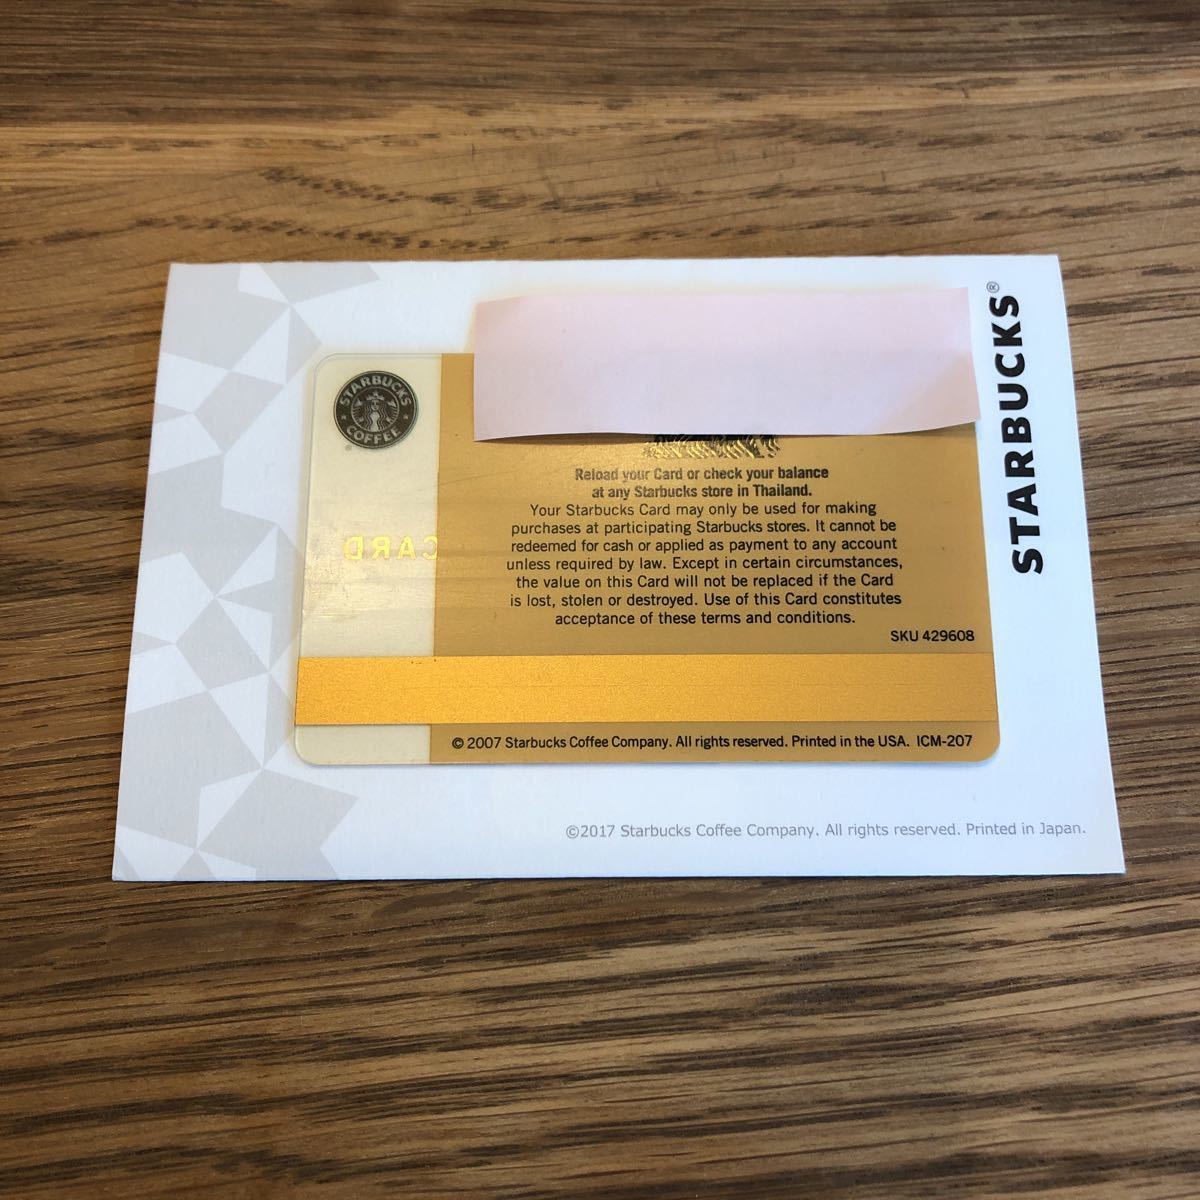 STARBUCKS®
STARBUCKS
COFFEE
®
CARD
Reload your Card or check your balance
at any Starbucks store in Thailand.
Your Starbucks Card may only be used for making
purchases at participating Starbucks stores. It cannot be
redeemed for cash or applied as payment to any account
unless required by law. Except in certain circumstances,
the value on this Card will not be replaced if the Card
is lost, stolen or destroyed. Use of this Card constitutes
acceptance of these terms and conditions.
SKU 429608
© 2007 Starbucks Coffee Company. All rights reserved. Printed in the USA. ICM-207
©2017 Starbucks Coffee Company. All rights reserved. Printed in Japan.